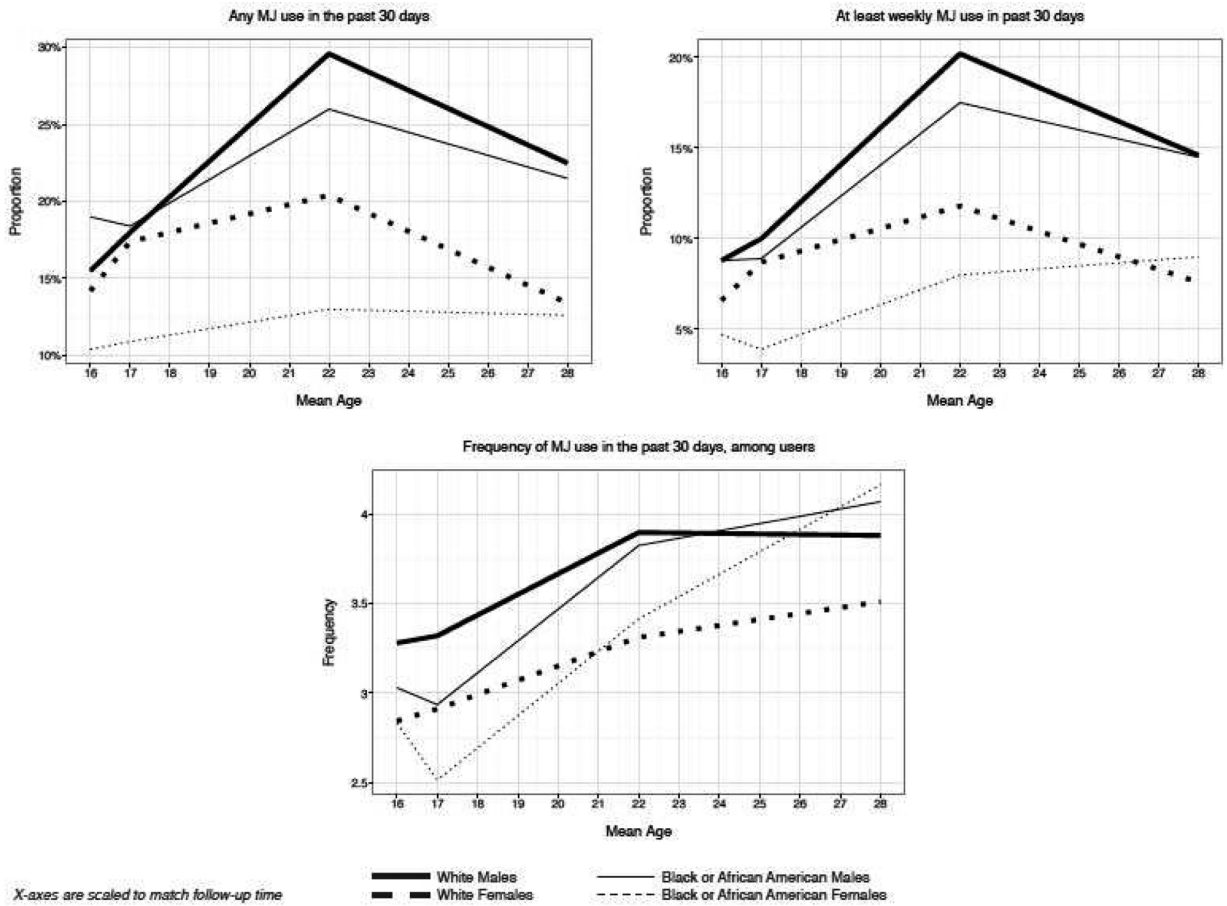 Any MJ use in the past 30 days
30%
25%
20%
15%
10%
Proportion
16 17 18 19 20 21 22 23 24 25 26 27 28
Mean Age
At least weekly MJ use in past 30 days
20%
15%
10%
5%
Proportion
16 17 18 19 20 21 22 23 24 25 26 27 28
Mean Age
Frequency of MJ use in the past 30 days, among users
4
3.5
3
2.5
Frequency
16 17 18 19 20 21 22 23 24 25 26 27 28
Mean Age
X-axes are scaled to match follow-up time
White Males
White Females
Black or African American Males
Black or African American Females